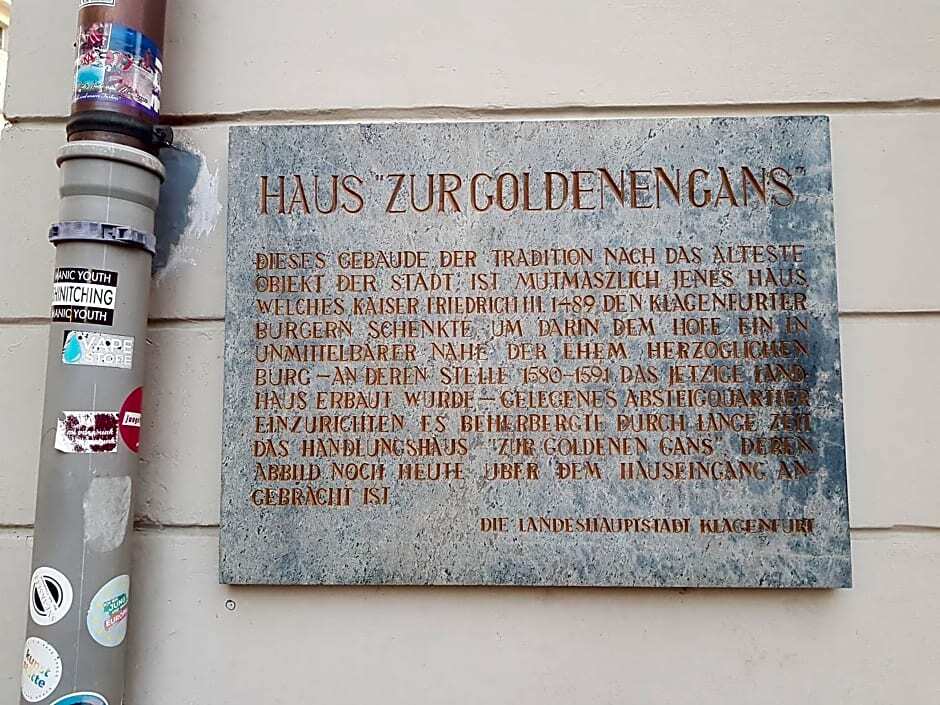 HAUS "ZUR GOLDENEN GANS"
DIESES GEBÄUDE DER TRADITION NACH DAS ÄLTESTE
OBJEKT DER STADT, IST MUTMASZLICH JENES HAUS,
WELCHES KAISER FRIEDRICH III. 1489 DEN KLAGENFURTER
BÜRGERN SCHENKTE, UM DARIN DEM HOFE EIN IN
UNMITTELBARER NÄHE DER EHEM. HERZOGLICHEN
BURG – AN DEREN STELLE 1580–1591 DAS JETZIGE LAND-
HAUS ERBAUT WURDE – GELEGENES ABSTEIGQUARTIER
EINZURICHTEN. ES BEHERBERGTE DURCH LANGE ZEIT
DAS HANDLUNGSHAUS "ZUR GOLDENEN GANS", DEREN
ABBILD NOCH HEUTE ÜBER DEM HAUSEINGANG AN-
GEBRACHT IST.
DIE LANDESHAUPTSTADT KLAGENFURT
MANIC YOUTH
HINITCHING
MANIC YOUTH
VAPE
STORE
JUNG
EUROPA
kunst